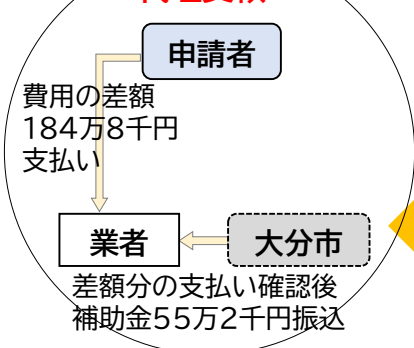 申請者
費用の差額
184万8千円
支払い
業者
大分市
差額分の支払い確認後
補助金55万2千円振込